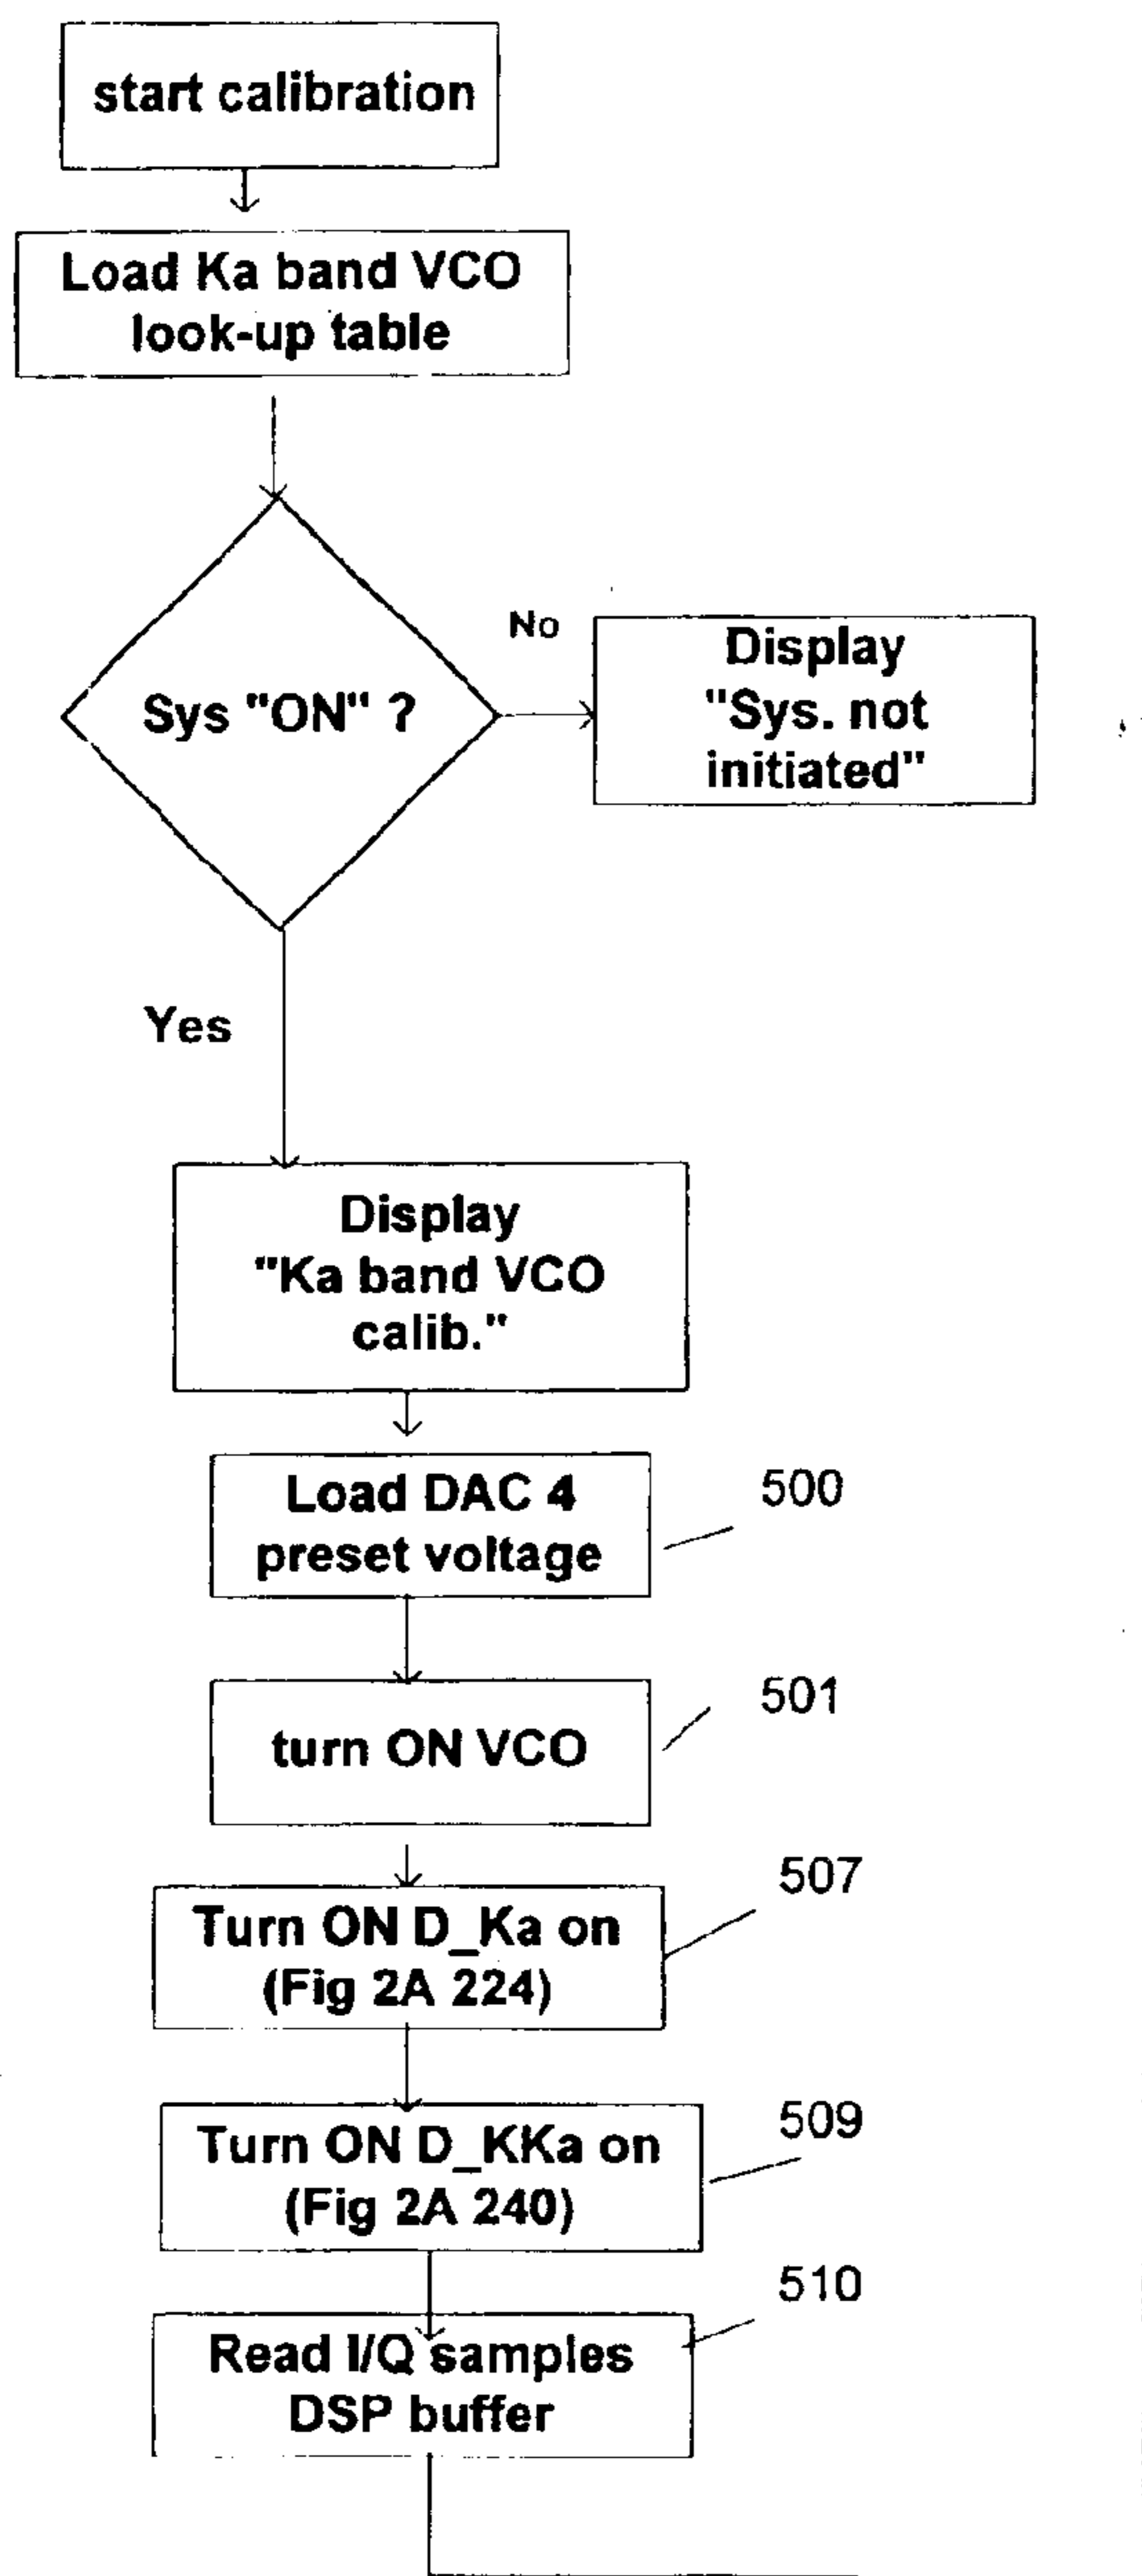 start calibration
Load Ka band VCO
look-up table
Sys "ON" ?
No
Display
"Sys. not
initiated"
Yes
Display
"Ka band VCO
calib."
Load DAC 4
preset voltage
500
turn ON VCO
501
Turn ON D_Ka on
(Fig 2A 224)
507
Turn ON D_KKa on
(Fig 2A 240)
509
Read I/Q samples
DSP buffer
510